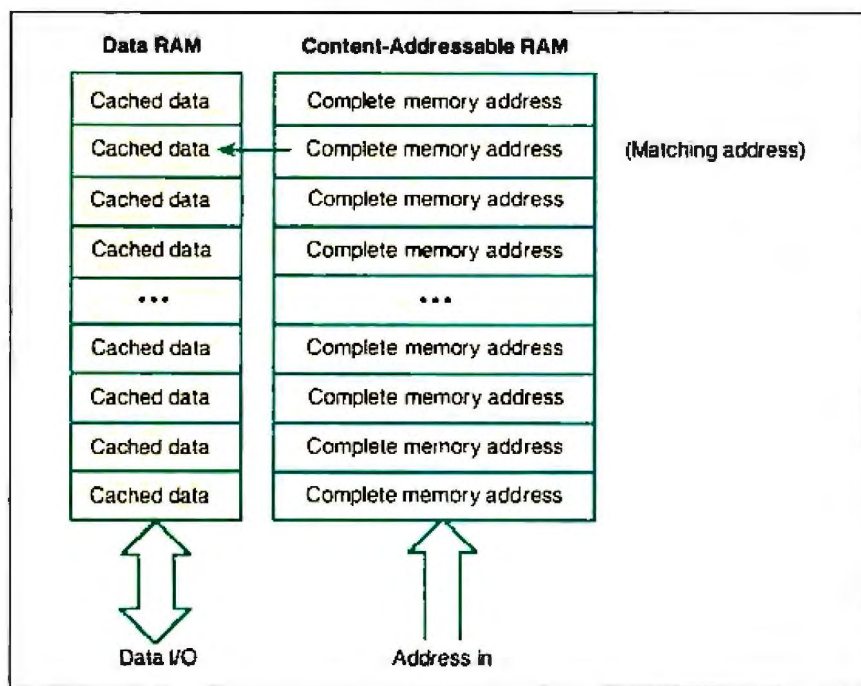 Data RAM Content-Addressable RAM
Cached data Complete memory address
Cached data Complete memory address (Matching address)
Cached data Complete memory address
Cached data Complete memory address
••• •••
Cached data Complete memory address
Cached data Complete memory address
Cached data Complete memory address
Cached data Complete memory address
Data I/O Address in